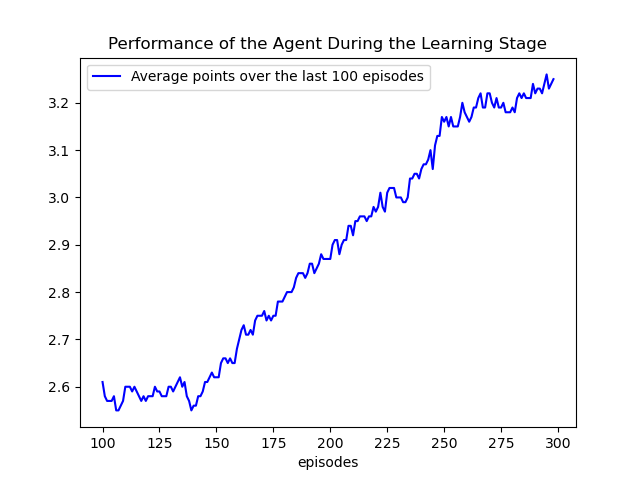 Performance of the Agent During the Learning Stage
Average points over the last 100 episodes
3.2
3.1
3.0
2.9
2.8
2.7
2.6
100 125 150 175 200 225 250 275 300
episodes